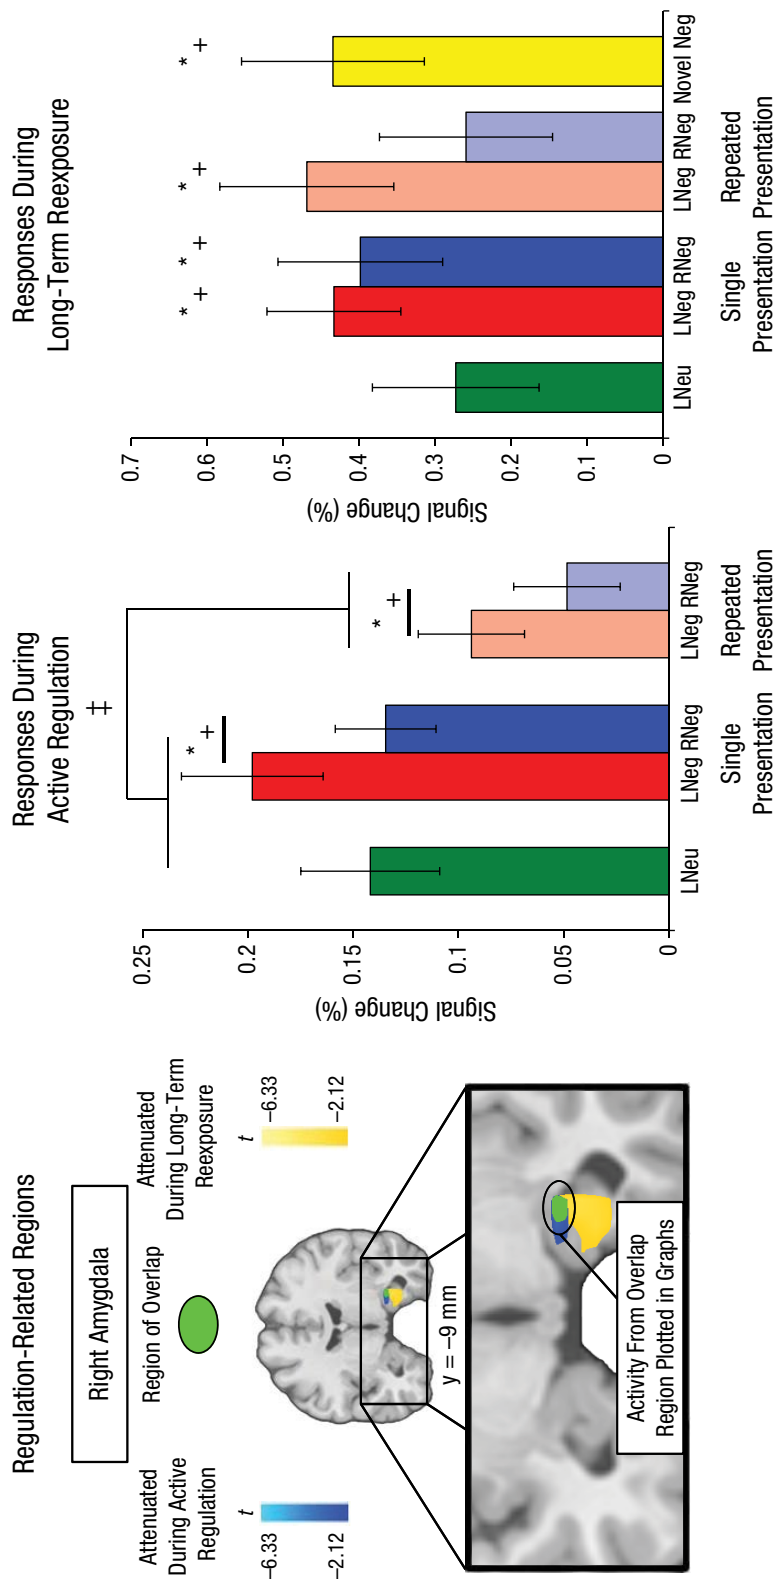 Regulation-Related Regions
Right Amygdala
Attenuated
During Active
Regulation
t
–6.33
–2.12
Region of Overlap
Attenuated
During Long-Term
Reexposure
t
–6.33
–2.12
y = –9 mm
Activity From Overlap
Region Plotted in Graphs
Responses During
Active Regulation
Signal Change (%)
0.25
0.2
0.15
0.1
0.05
0
‡
* +
* +
LNeu
LNeg RNeg
LNeg RNeg
Single
Presentation
Repeated
Presentation
Responses During
Long-Term Reexposure
Signal Change (%)
0.7
0.6
0.5
0.4
0.3
0.2
0.1
0
* +
* +
* +
* +
LNeu
LNeg RNeg
LNeg RNeg
Novel Neg
Single
Presentation
Repeated
Presentation